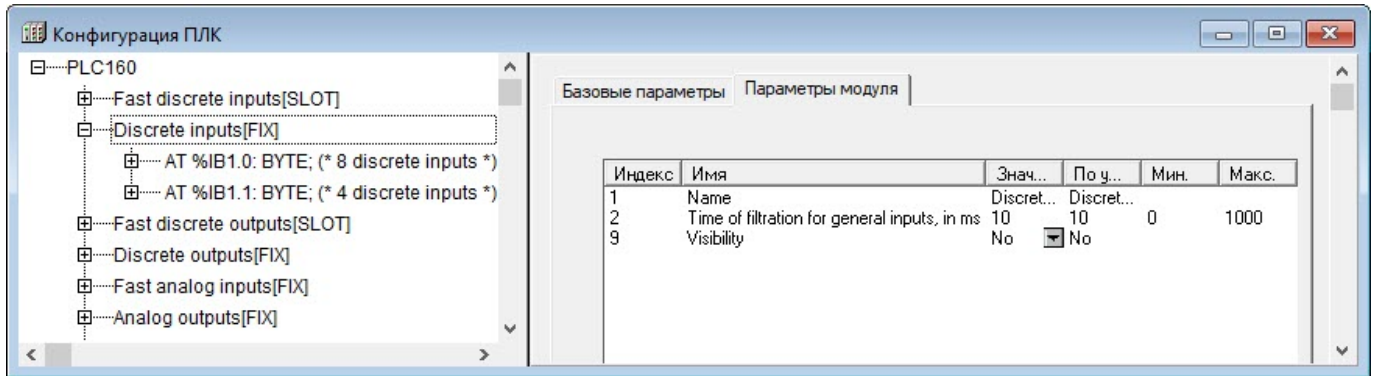 Конфигурация ПЛК
PLC160
Fast discrete inputs[SLOT]
Discrete inputs[FIX]
AT %IB1.0: BYTE; (* 8 discrete inputs *)
AT %IB1.1: BYTE; (* 4 discrete inputs *)
Fast discrete outputs[SLOT]
Discrete outputs[FIX]
Fast analog inputs[FIX]
Analog outputs[FIX]
Базовые параметры Параметры модуля
Индекс Имя Знач... По у... Мин. Макс.
1 Name Discret... Discret...
2 Time of filtration for general inputs, in ms 10 10 0 1000
9 Visibility No No